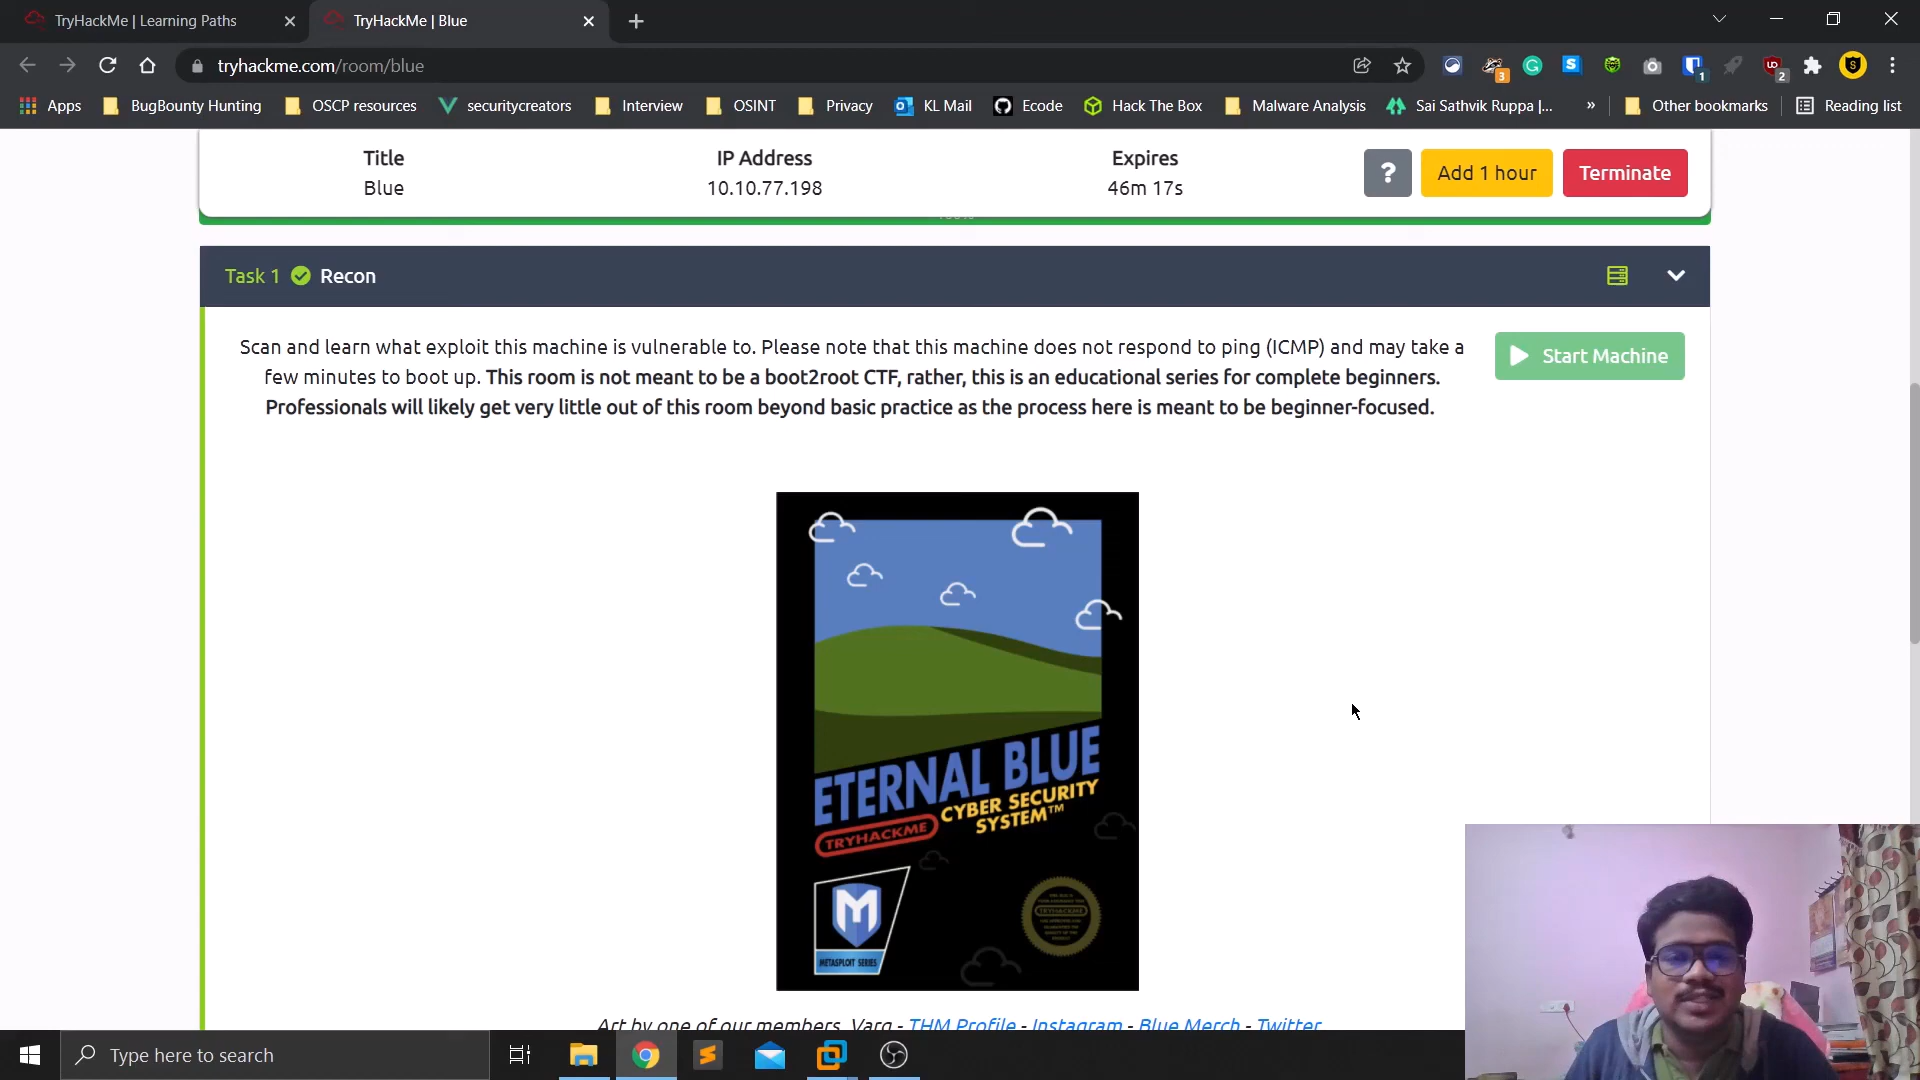 TryHackMe | Learning Paths
TryHackMe | Blue
tryhackme.com/room/blue
3
1
2
Apps
BugBounty Hunting
OSCP resources
securitycreators
Interview
OSINT
Privacy
KL Mail
Ecode
Hack The Box
Malware Analysis
Sai Sathvik Ruppa |...
»
Other bookmarks
Reading list
Title
IP Address
Expires
Blue
10.10.77.198
46m 17s
?
Add 1 hour
Terminate
Task 1
Recon
Scan and learn what exploit this machine is vulnerable to. Please note that this machine does not respond to ping (ICMP) and may take a
few minutes to boot up. This room is not meant to be a boot2root CTF, rather, this is an educational series for complete beginners.
Professionals will likely get very little out of this room beyond basic practice as the process here is meant to be beginner-focused.
Start Machine
ETERNAL BLUE
CYBER SECURITY
SYSTEM™
TRYHACKME
M
METASPLOIT SERIES
Art by one of our members, Varg - THM Profile - Instagram - Blue Merch - Twitter
Type here to search